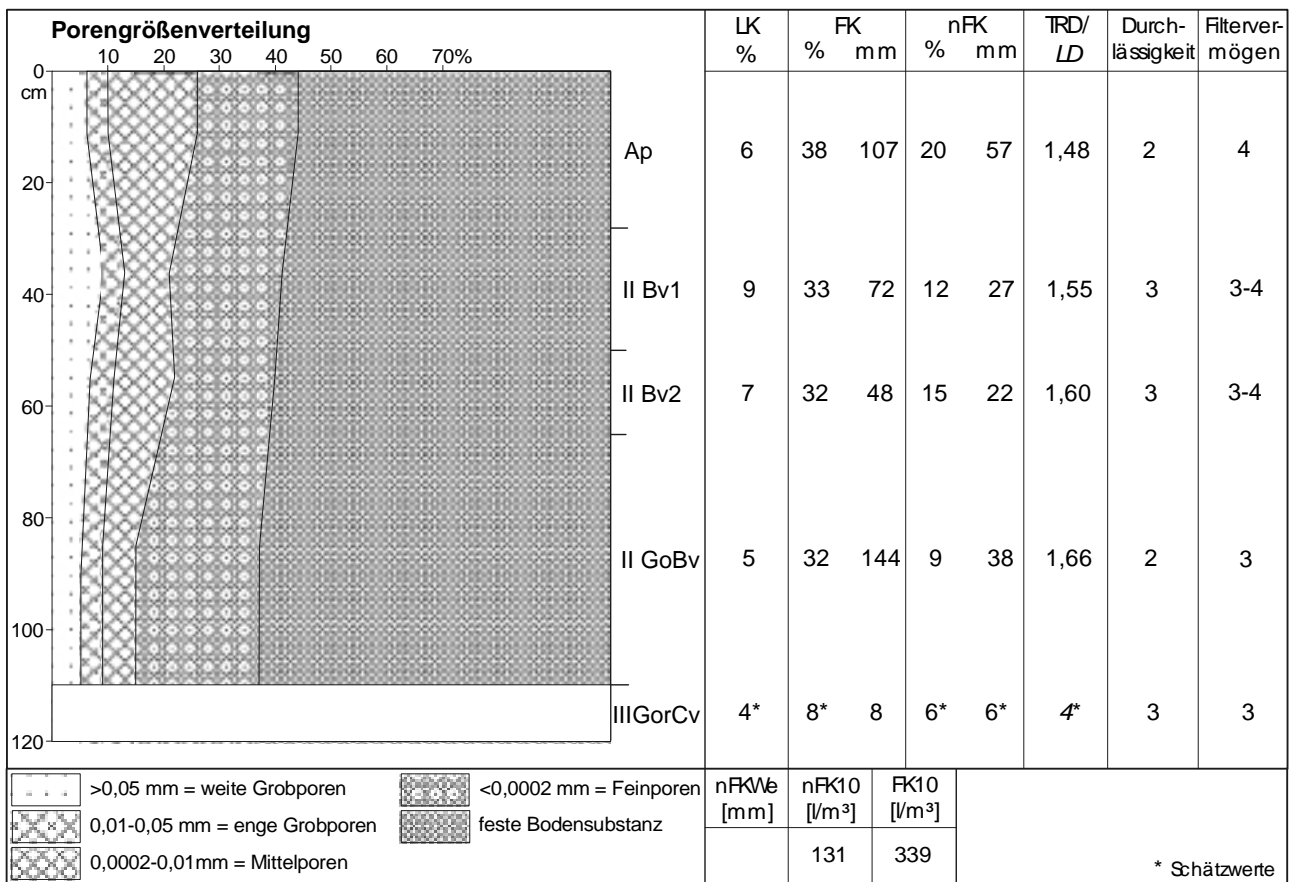 Porengrößenverteilung
10 20 30 40 50 60 70%
LK FK nFK TRD/ Durch- Filterver-
% % mm % mm LD lässigkeit mögen
0
cm
Ap 6 38 107 20 57 1,48 2 4
20
II Bv1 9 33 72 12 27 1,55 3 3-4
40
II Bv2 7 32 48 15 22 1,60 3 3-4
60
80
II GoBv 5 32 144 9 38 1,66 2 3
100
IIIGorCv 4* 8* 8 6* 6* 4* 3 3
120
>0,05 mm = weite Grobporen
0,01-0,05 mm = enge Grobporen
0,0002-0,01mm = Mittelporen
<0,0002 mm = Feinporen
feste Bodensubstanz
nFKWe nFK10 FK10
[mm] [l/m³] [l/m³]
131 339
* Schätzwerte